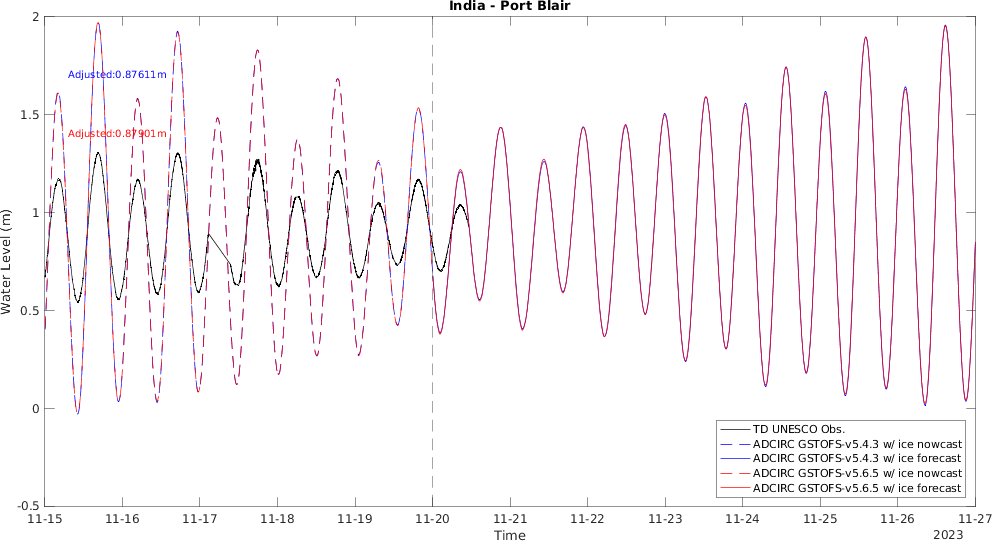 India - Port Blair
Water Level (m)
2
1.5
1
0.5
0
-0.5
Adjusted:0.87611m
Adjusted:0.87901m
TD UNESCO Obs.
ADCIRC GSTOFS-v5.4.3 w/ ice nowcast
ADCIRC GSTOFS-v5.4.3 w/ ice forecast
ADCIRC GSTOFS-v5.6.5 w/ ice nowcast
ADCIRC GSTOFS-v5.6.5 w/ ice forecast
11-15 11-16 11-17 11-18 11-19 11-20 11-21 11-22 11-23 11-24 11-25 11-26 11-27
Time
2023